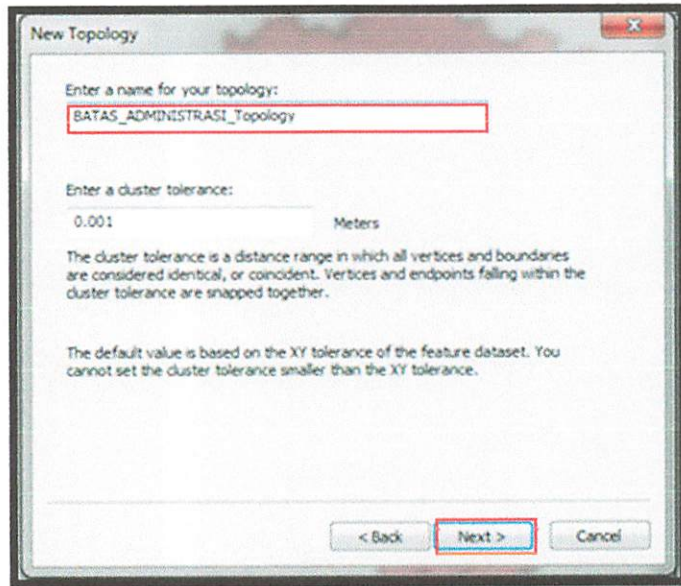 New Topology
Enter a name for your topology:
BATAS_ADMINISTRASI_Topology
Enter a cluster tolerance:
0.001 Meters
The cluster tolerance is a distance range in which all vertices and boundaries
are considered identical, or coincident. Vertices and endpoints falling within the
cluster tolerance are snapped together.
The default value is based on the XY tolerance of the feature dataset. You
cannot set the cluster tolerance smaller than the XY tolerance.
< Back Next > Cancel